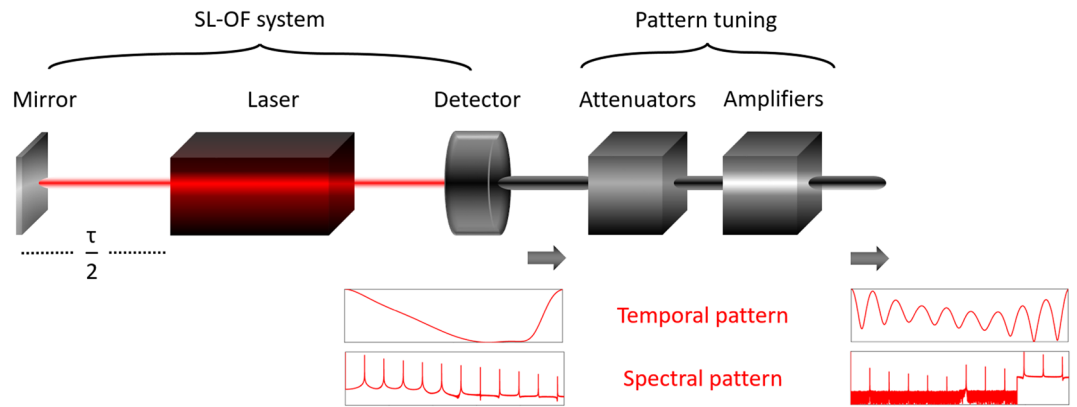 SL-OF system
Pattern tuning
Mirror
Laser
Detector
Attenuators
Amplifiers
τ
2
Temporal pattern
Spectral pattern